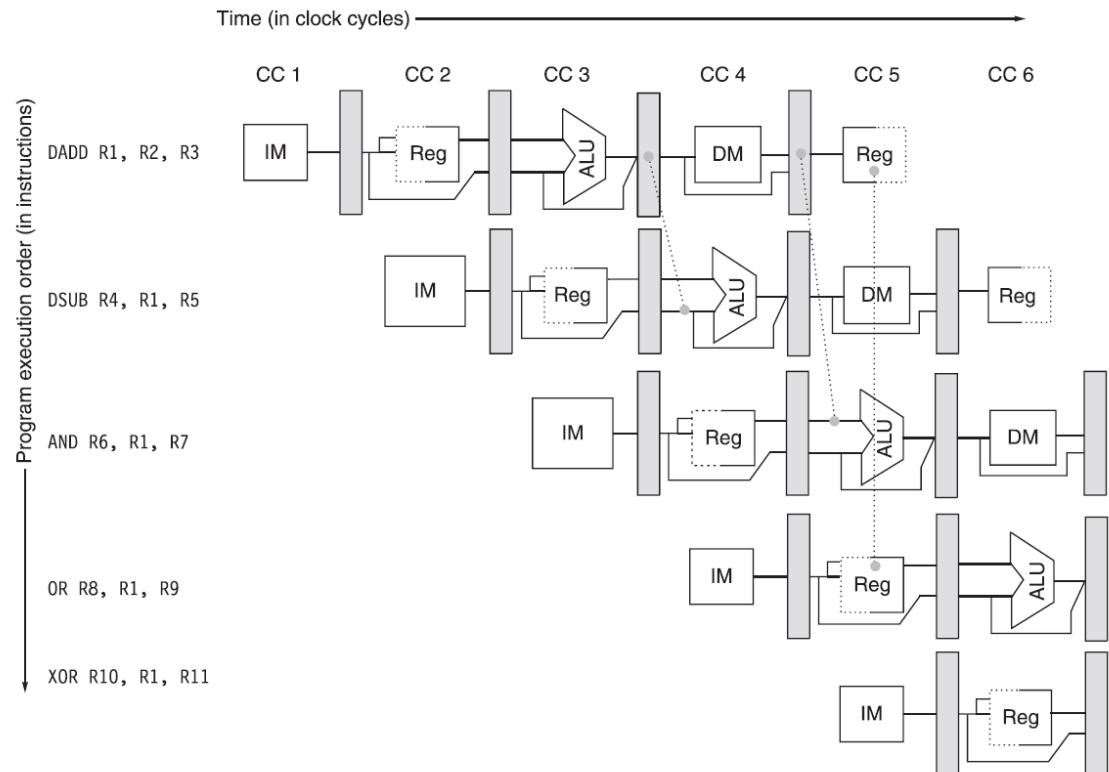 Time (in clock cycles)
CC 1 CC 2 CC 3 CC 4 CC 5 CC 6
Program execution order (in instructions)
DADD R1, R2, R3
IM Reg ALU DM Reg
DSUB R4, R1, R5
IM Reg ALU DM Reg
AND R6, R1, R7
IM Reg ALU DM
OR R8, R1, R9
IM Reg ALU
XOR R10, R1, R11
IM Reg